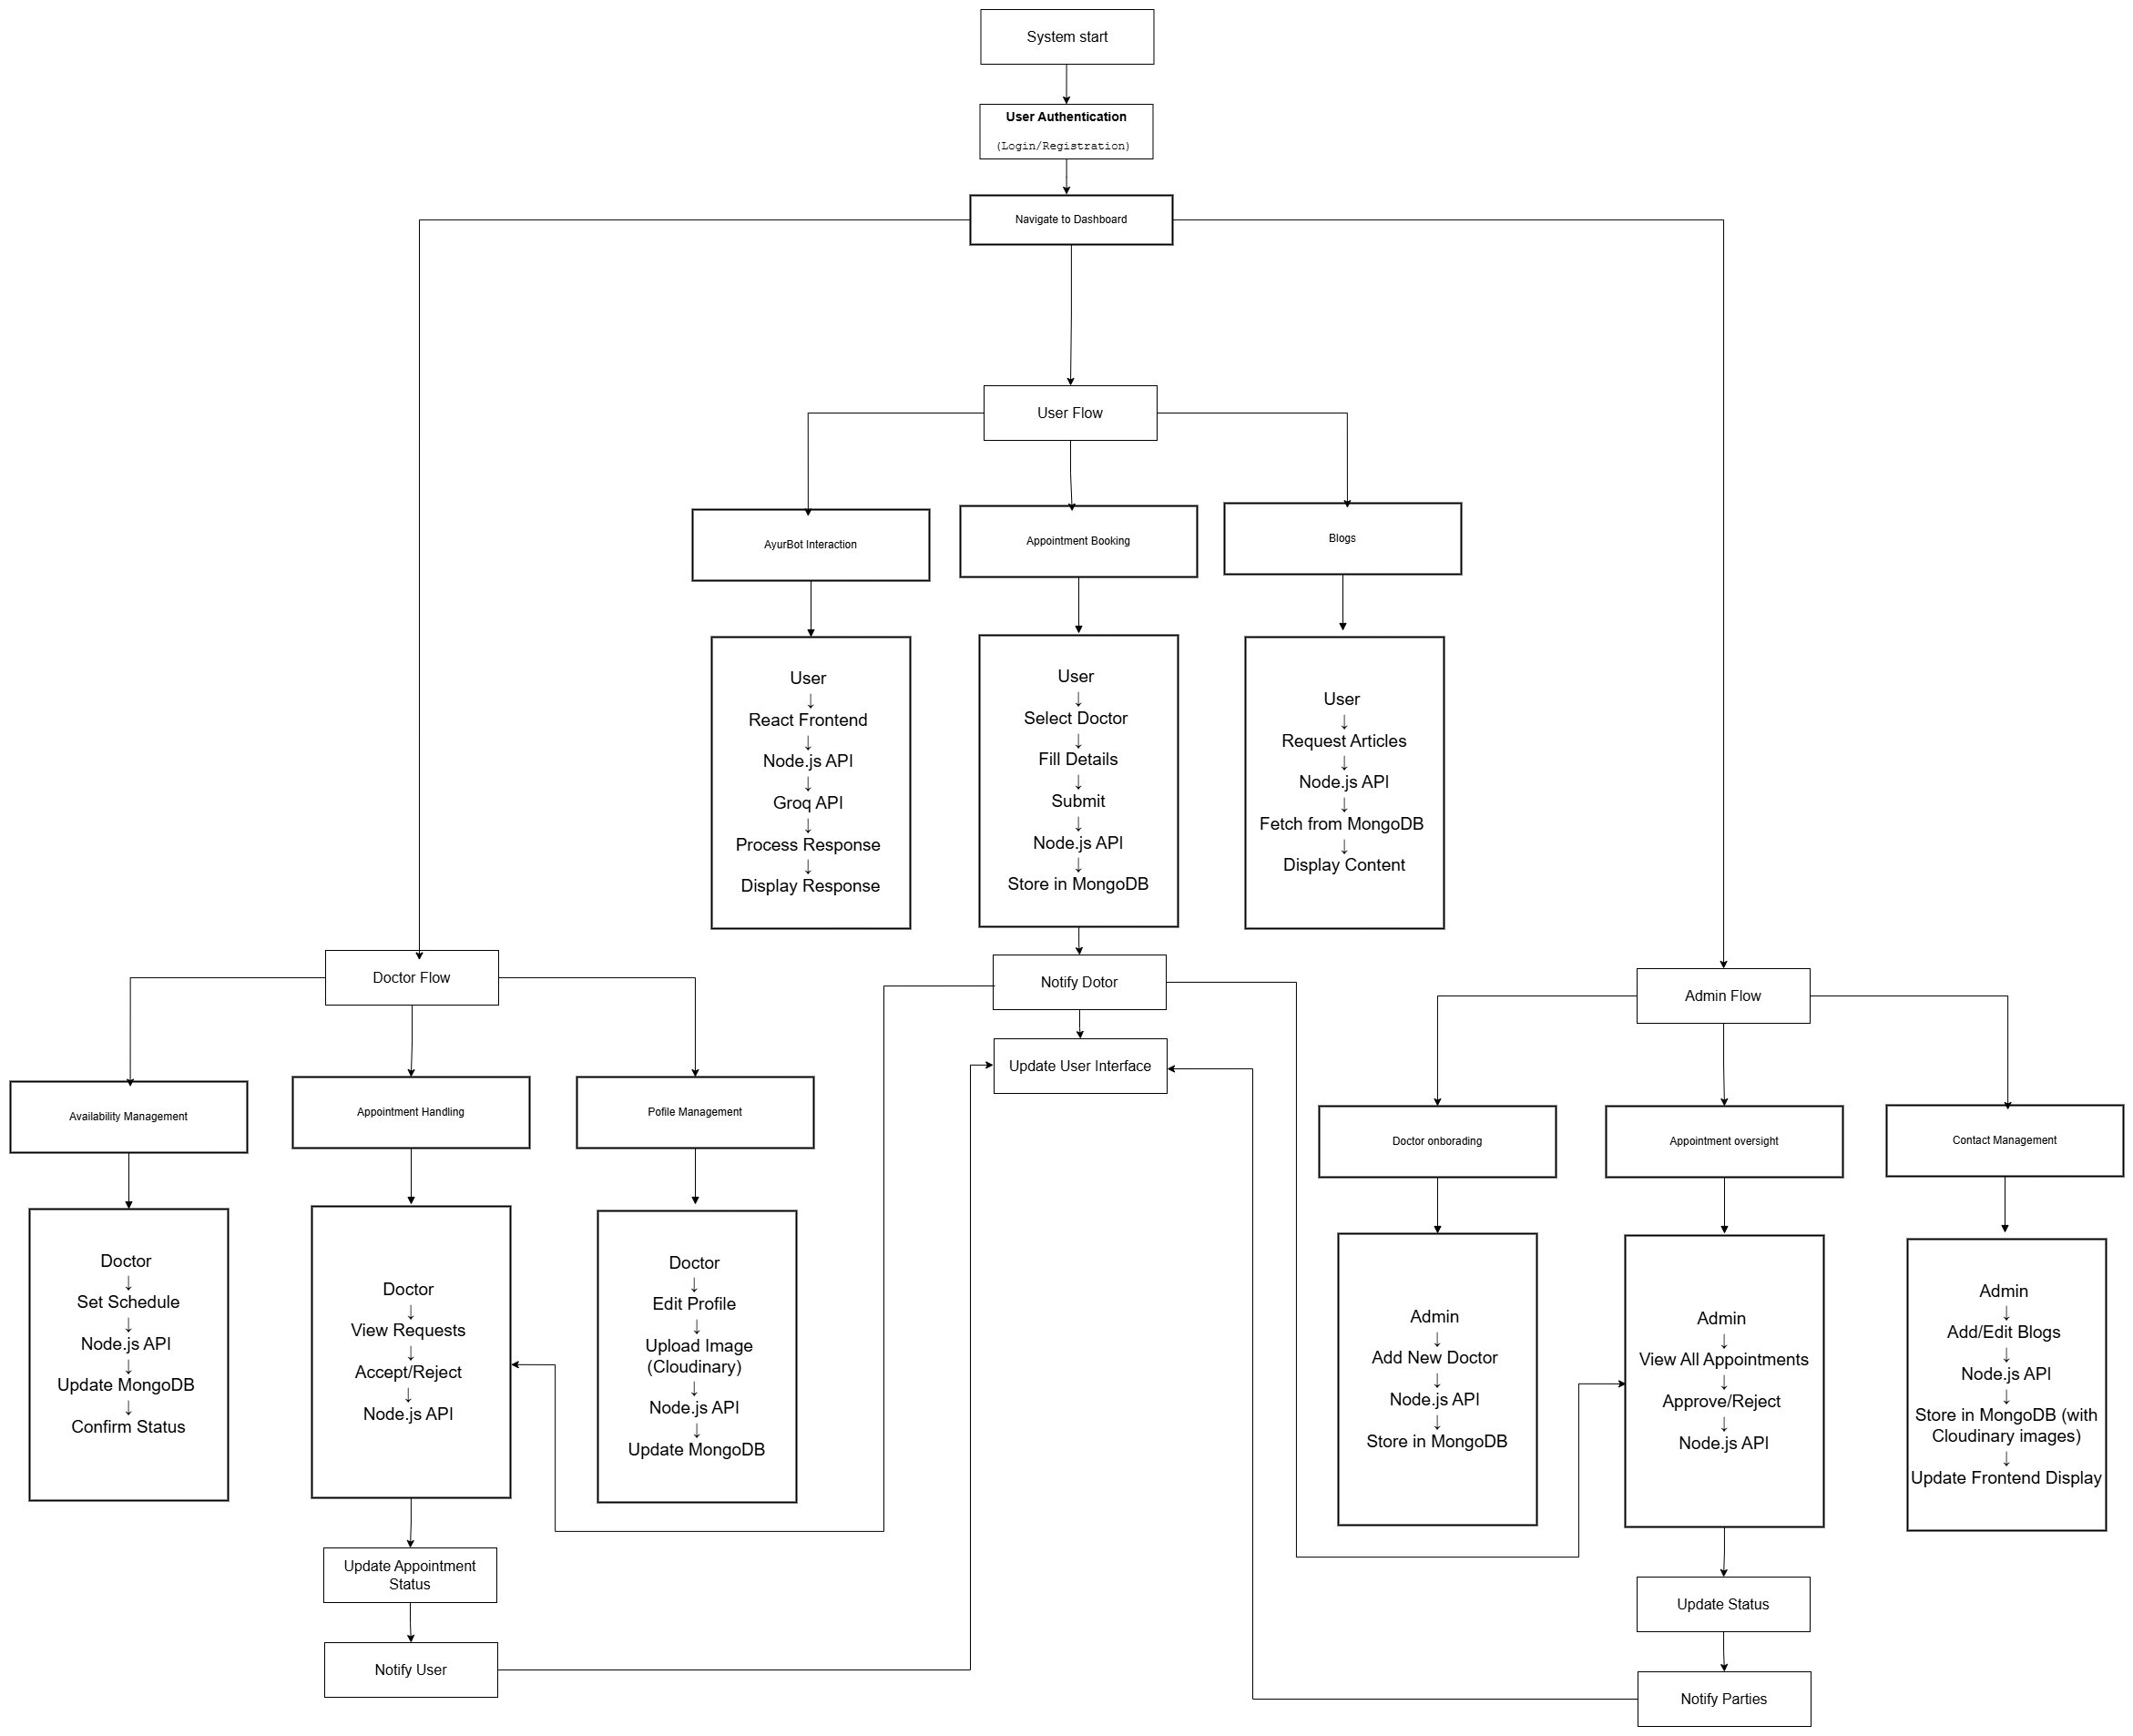 System start
User Authentication
(Login/Registration)
Navigate to Dashboard
User Flow
AyurBot Interaction
Appointment Booking
Blogs
User
↓
React Frontend
↓
Node.js API
↓
Groq API
↓
Process Response
↓
Display Response
User
↓
Select Doctor
↓
Fill Details
↓
Submit
↓
Node.js API
↓
Store in MongoDB
User
↓
Request Articles
↓
Node.js API
↓
Fetch from MongoDB
↓
Display Content
Notify Dotor
Update User Interface
Doctor Flow
Availability Management
Appointment Handling
Pofile Management
Doctor
↓
Set Schedule
↓
Node.js API
↓
Update MongoDB
↓
Confirm Status
Doctor
↓
View Requests
↓
Accept/Reject
↓
Node.js API
Doctor
↓
Edit Profile
↓
Upload Image
(Cloudinary)
↓
Node.js API
↓
Update MongoDB
Update Appointment
Status
Notify User
Admin Flow
Doctor onborading
Appointment oversight
Contact Management
Admin
↓
Add New Doctor
↓
Node.js API
↓
Store in MongoDB
Admin
↓
View All Appointments
↓
Approve/Reject
↓
Node.js API
Admin
↓
Add/Edit Blogs
↓
Node.js API
↓
Store in MongoDB (with
Cloudinary images)
↓
Update Frontend Display
Update Status
Notify Parties